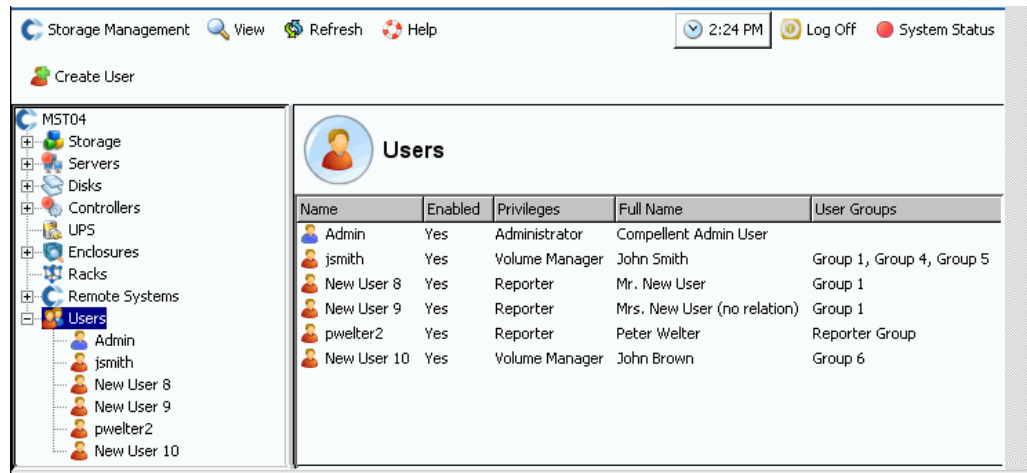 Storage Management View Refresh Help 2:24 PM Log Off System Status
Create User
MST04
Storage
Servers
Disks
Controllers
UPS
Enclosures
Racks
Remote Systems
Users
Admin
jsmith
New User 8
New User 9
pwelter2
New User 10
Users
Name Enabled Privileges Full Name User Groups
Admin Yes Administrator Compellent Admin User
jsmith Yes Volume Manager John Smith Group 1, Group 4, Group 5
New User 8 Yes Reporter Mr. New User Group 1
New User 9 Yes Reporter Mrs. New User (no relation) Group 1
pwelter2 Yes Reporter Peter Welter Reporter Group
New User 10 Yes Volume Manager John Brown Group 6